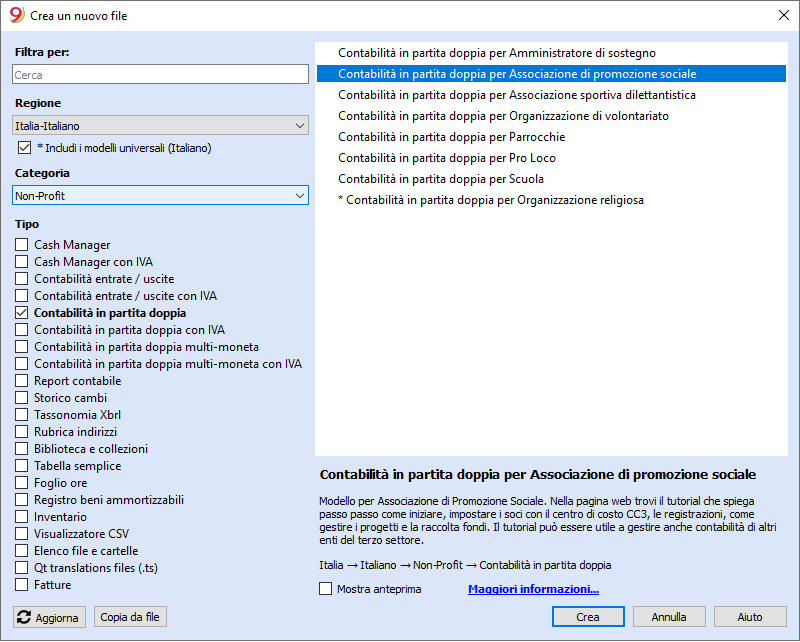 9 Crea un nuovo file
Filtra per:
Cerca
Regione
Italia-Italiano
* Includi i modelli universali (Italiano)
Categoria
Non-Profit
Tipo
Cash Manager
Cash Manager con IVA
Contabilità entrate / uscite
Contabilità entrate / uscite con IVA
Contabilità in partita doppia
Contabilità in partita doppia con IVA
Contabilità in partita doppia multi-moneta
Contabilità in partita doppia multi-moneta con IVA
Report contabile
Storico cambi
Tassonomia Xbrl
Rubrica indirizzi
Biblioteca e collezioni
Tabella semplice
Foglio ore
Registro beni ammortizzabili
Inventario
Visualizzatore CSV
Elenco file e cartelle
Qt translations files (.ts)
Fatture
Aggiorna
Copia da file
Contabilità in partita doppia per Amministratore di sostegno
Contabilità in partita doppia per Associazione di promozione sociale
Contabilità in partita doppia per Associazione sportiva dilettantistica
Contabilità in partita doppia per Organizzazione di volontariato
Contabilità in partita doppia per Parrocchie
Contabilità in partita doppia per Pro Loco
Contabilità in partita doppia per Scuola
* Contabilità in partita doppia per Organizzazione religiosa
Contabilità in partita doppia per Associazione di promozione sociale
Modello per Associazione di Promozione Sociale. Nella pagina web trovi il tutorial che spiega
passo passo come iniziare, impostare i soci con il centro di costo CC3, le registrazioni, come
gestire i progetti e la raccolta fondi. Il tutorial può essere utile a gestire anche contabilità di altri
enti del terzo settore.
Italia → Italiano → Non-Profit → Contabilità in partita doppia
Mostra anteprima
Maggiori informazioni...
Crea
Annulla
Aiuto